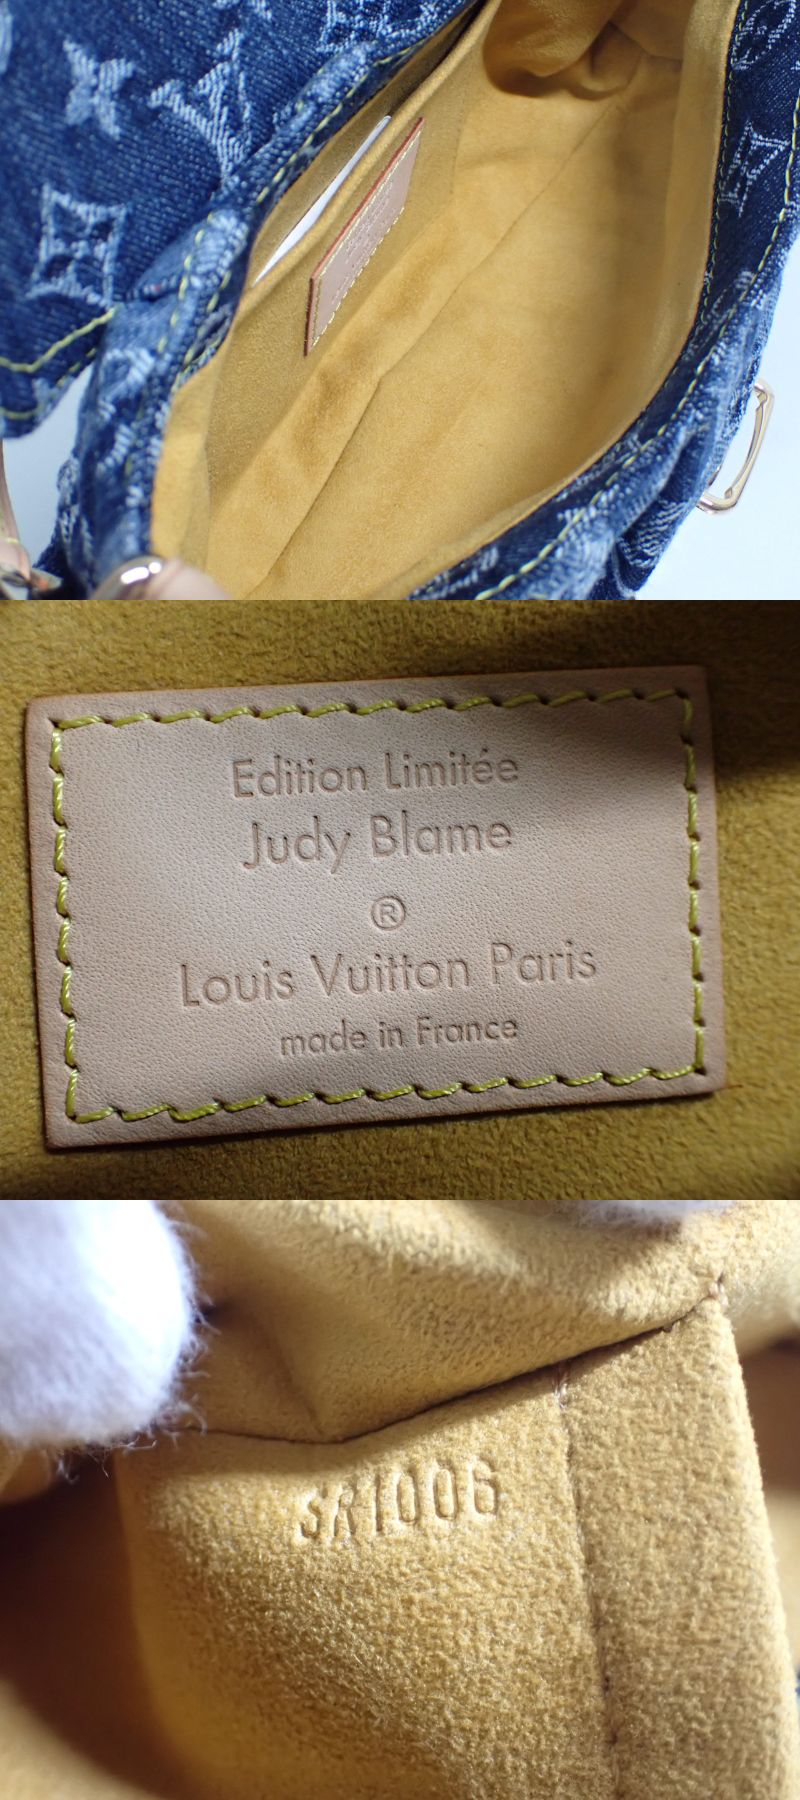 Edition Limitée
Judy Blame
®
Louis Vuitton Paris
made in France
SR1006